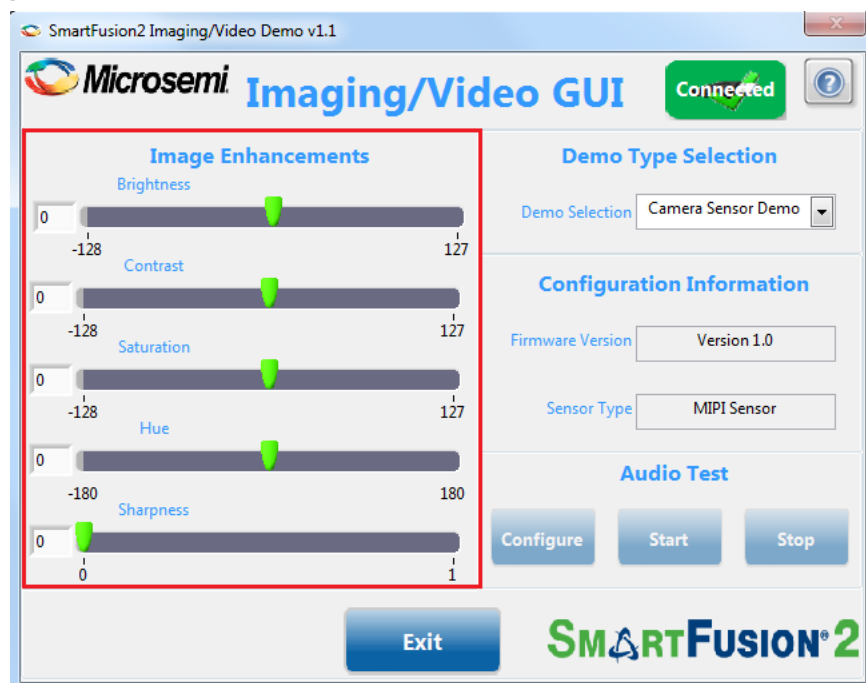 SmartFusion2 Imaging/Video Demo v1.1
Microsemi
Imaging/Video GUI
Connected
Image Enhancements
Brightness
0
-128 127
Contrast
0
-128 127
Saturation
0
-128 127
Hue
0
-180 180
Sharpness
0
0 1
Demo Type Selection
Demo Selection Camera Sensor Demo
Configuration Information
Firmware Version Version 1.0
Sensor Type MIPI Sensor
Audio Test
Configure Start Stop
Exit
SMARTFUSION®2